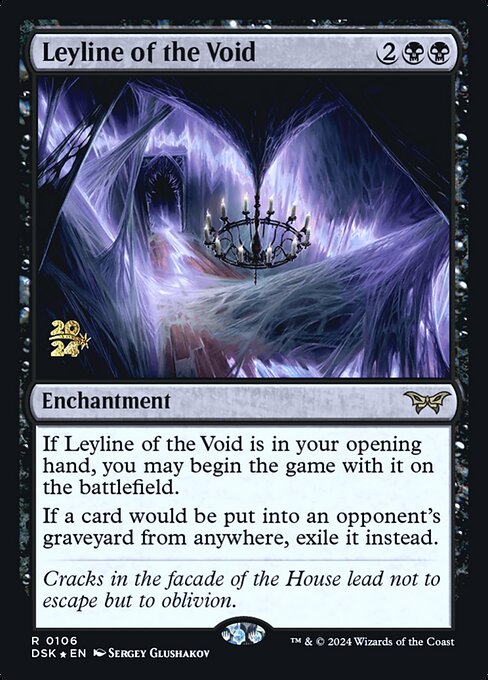 Leyline of the Void 2
20
24
Enchantment
If Leyline of the Void is in your opening
hand, you may begin the game with it on
the battlefield.
If a card would be put into an opponent's
graveyard from anywhere, exile it instead.
Cracks in the facade of the House lead not to
escape but to oblivion.
R 0106
DSK★EN Sergey Glushakov
™ & © 2024 Wizards of the Coast